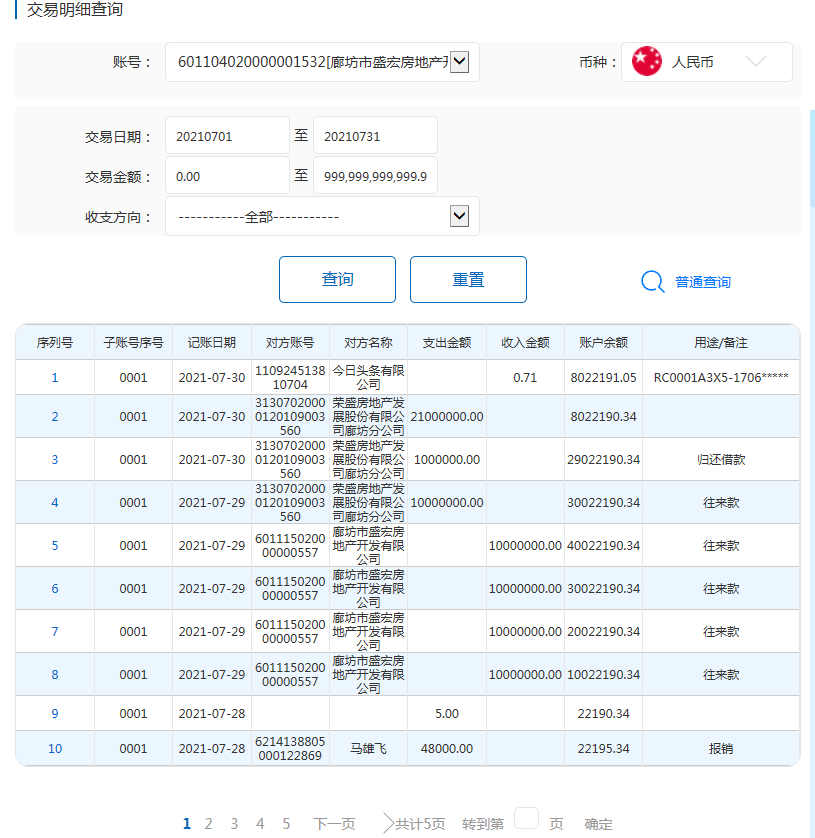 交易明细查询
账号： 601104020000001532[廊坊市盛宏房地产开 币种： 人民币
交易日期： 20210701 至 20210731
交易金额： 0.00 至 999,999,999,999.9
收支方向： -----------全部-----------
查询 重置 普通查询
序列号 子账号序号 记账日期 对方账号 对方名称 支出金额 收入金额 账户余额 用途/备注
1 0001 2021-07-30 110924513810704 今日头条有限公司 0.71 8022191.05 RC0001A3X5-1706*****
2 0001 2021-07-30 31307020000120109003560 荣盛房地产发展股份有限公司廊坊分公司 21000000.00 8022190.34
3 0001 2021-07-30 31307020000120109003560 荣盛房地产发展股份有限公司廊坊分公司 1000000.00 29022190.34 归还借款
4 0001 2021-07-29 31307020000120109003560 荣盛房地产发展股份有限公司廊坊分公司 10000000.00 30022190.34 往来款
5 0001 2021-07-29 601115020000000557 廊坊市盛宏房地产开发有限公司 10000000.00 40022190.34 往来款
6 0001 2021-07-29 601115020000000557 廊坊市盛宏房地产开发有限公司 10000000.00 30022190.34 往来款
7 0001 2021-07-29 601115020000000557 廊坊市盛宏房地产开发有限公司 10000000.00 20022190.34 往来款
8 0001 2021-07-29 601115020000000557 廊坊市盛宏房地产开发有限公司 10000000.00 10022190.34 往来款
9 0001 2021-07-28 5.00 22190.34
10 0001 2021-07-28 6214138805000122869 马雄飞 48000.00 22195.34 报销
1 2 3 4 5 下一页 共计5页 转到第 页 确定